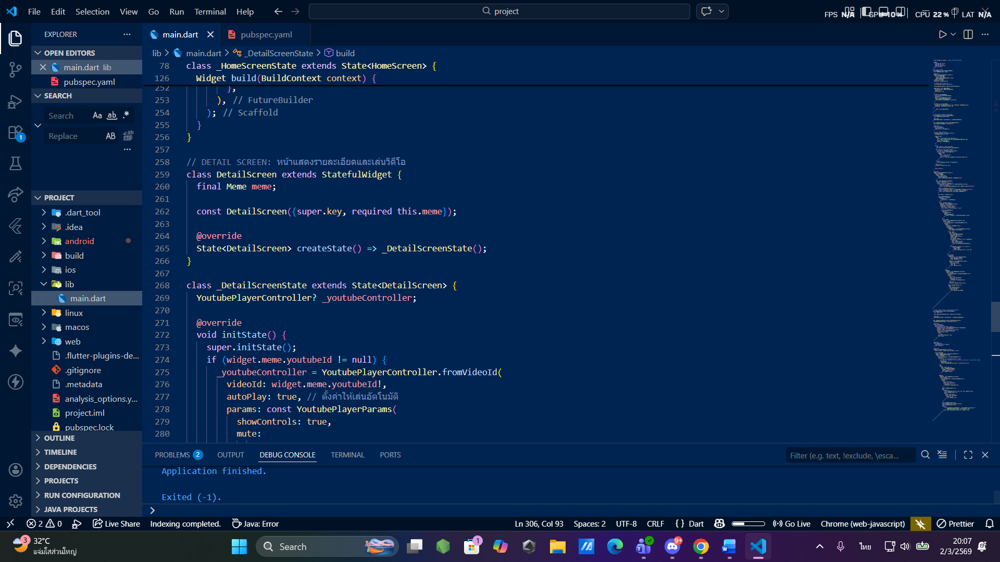 File Edit Selection View Go Run Terminal Help
project
FPS N/A GPU 10% CPU 22 % LAT N/A
EXPLORER
main.dart
pubspec.yaml
OPEN EDITORS
main.dart lib
pubspec.yaml
SEARCH
Search
Aa ab .*
Replace
AB
PROJECT
.dart_tool
.idea
android
build
ios
lib
main.dart
linux
macos
web
.flutter-plugins-de...
.gitignore
.metadata
analysis_options.y...
project.iml
pubspec.lock
OUTLINE
TIMELINE
DEPENDENCIES
PROJECTS
RUN CONFIGURATION
JAVA PROJECTS
lib > main.dart > _DetailScreenState > build
78 class _HomeScreenState extends State<HomeScreen> {
126 Widget build(BuildContext context) {
252 },
253 ), // FutureBuilder
254 ); // Scaffold
255 }
256 }
257
258 // DETAIL SCREEN: หน้าแสดงรายละเอียดและเล่นวิดีโอ
259 class DetailScreen extends StatefulWidget {
260 final Meme meme;
261
262 const DetailScreen({super.key, required this.meme});
263
264 @override
265 State<DetailScreen> createState() => _DetailScreenState();
266 }
267
268 class _DetailScreenState extends State<DetailScreen> {
269 YoutubePlayerController? _youtubeController;
270
271 @override
272 void initState() {
273 super.initState();
274 if (widget.meme.youtubeId != null) {
275 _youtubeController = YoutubePlayerController.fromVideoId(
276 videoId: widget.meme.youtubeId!,
277 autoPlay: true, // ตั้งค่าให้เล่นอัตโนมัติ
278 params: const YoutubePlayerParams(
279 showControls: true,
280 mute:
PROBLEMS 2 OUTPUT DEBUG CONSOLE TERMINAL PORTS
Filter (e.g. text, !exclude, \esca...
Application finished.
Exited (-1).
2 0 Live Share Indexing completed. Java: Error
Ln 306, Col 93 Spaces: 2 UTF-8 CRLF { } Dart Go Live Chrome (web-javascript) Prettier
3 32°C
แจ่มใสส่วนใหญ่
Search
1
9+
ไทย
20:07
2/3/2569